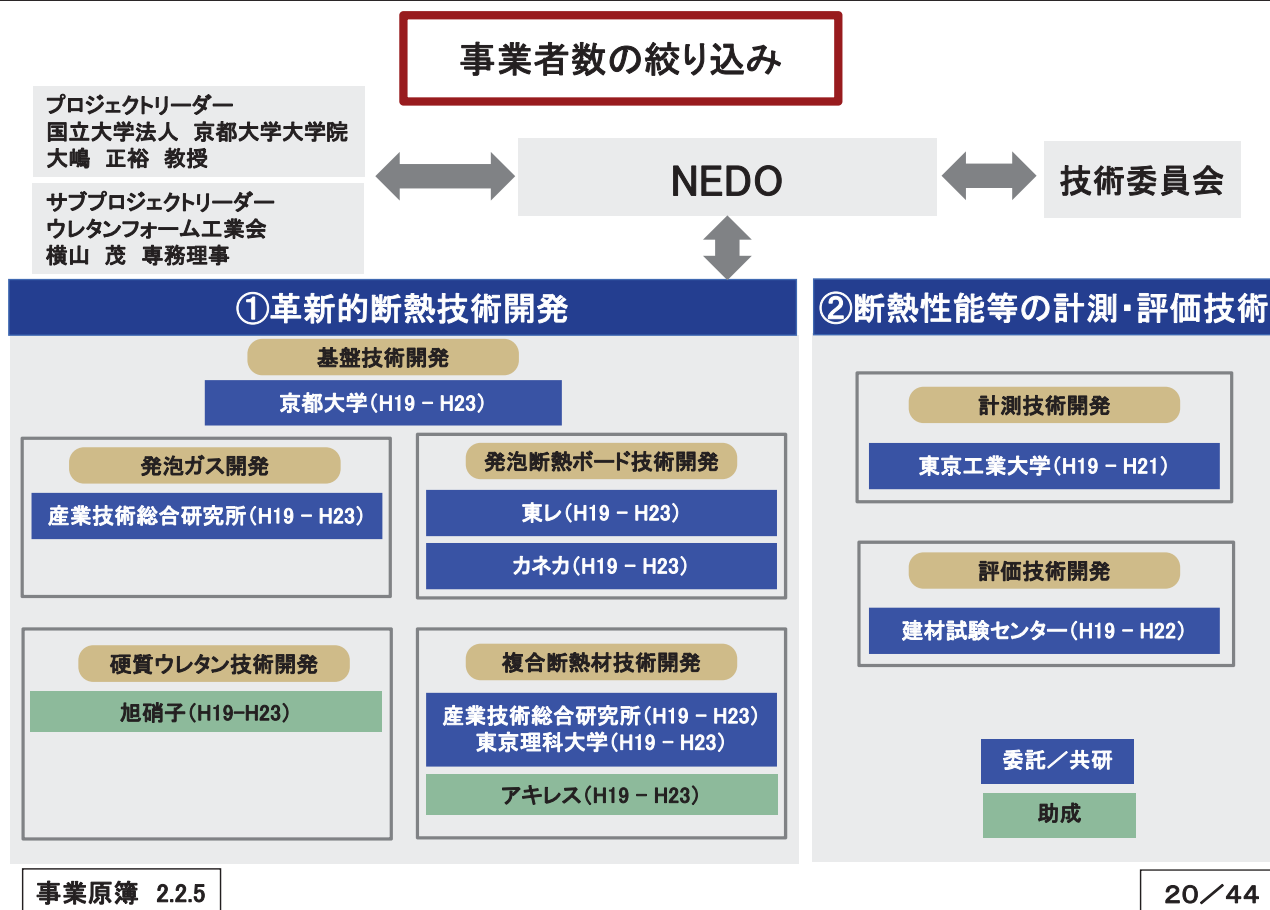 事業者数の絞り込み
プロジェクトリーダー
国立大学法人 京都大学大学院
大嶋 正裕 教授
サブプロジェクトリーダー
ウレタンフォーム工業会
横山 茂 専務理事
NEDO
技術委員会
①革新的断熱技術開発
基盤技術開発
京都大学(H19 - H23)
発泡ガス開発
産業技術総合研究所(H19 - H23)
発泡断熱ボード技術開発
東レ(H19 - H23)
カネカ(H19 - H23)
硬質ウレタン技術開発
旭硝子(H19-H23)
複合断熱材技術開発
産業技術総合研究所(H19 - H23)
東京理科大学(H19 - H23)
アキレス(H19 - H23)
②断熱性能等の計測・評価技術
計測技術開発
東京工業大学(H19 - H21)
評価技術開発
建材試験センター(H19 - H22)
委託/共研
助成
事業原簿 2.2.5
20/44